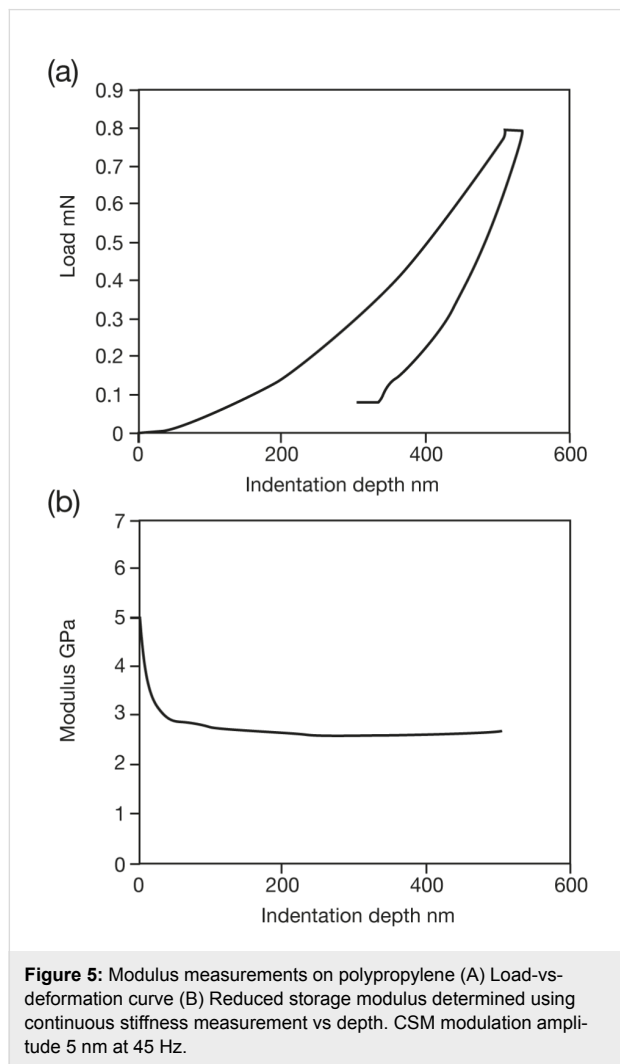 (a)
0.9
0.8
0.7
0.6
0.5
0.4
0.3
0.2
0.1
0
Load mN
0 200 400 600
Indentation depth nm
(b)
7
6
5
4
3
2
1
0
Modulus GPa
0 200 400 600
Indentation depth nm
Figure 5: Modulus measurements on polypropylene (A) Load-vs-
deformation curve (B) Reduced storage modulus determined using
continuous stiffness measurement vs depth. CSM modulation ampli-
tude 5 nm at 45 Hz.